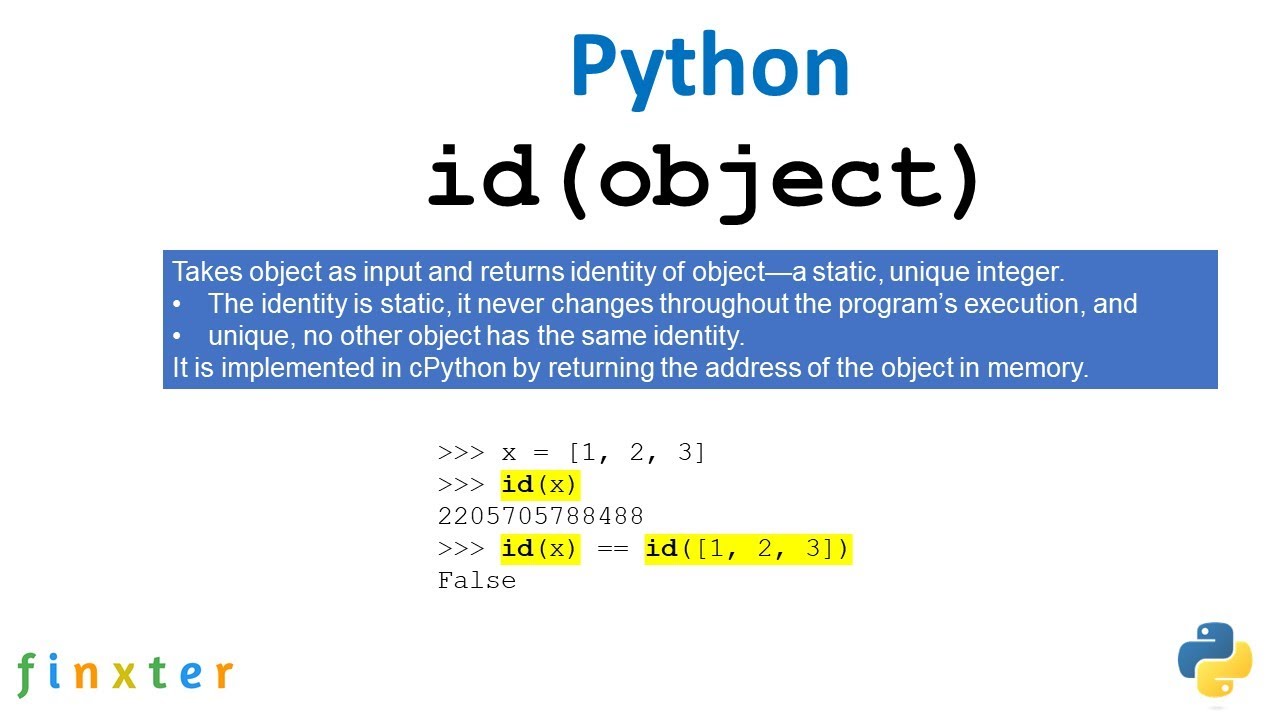 Python
id(object)
Takes object as input and returns identity of object—a static, unique integer.
• The identity is static, it never changes throughout the program’s execution, and
• unique, no other object has the same identity.
It is implemented in cPython by returning the address of the object in memory.
>>> x = [1, 2, 3]
>>> id(x)
2205705788488
>>> id(x) == id([1, 2, 3])
False
finxter